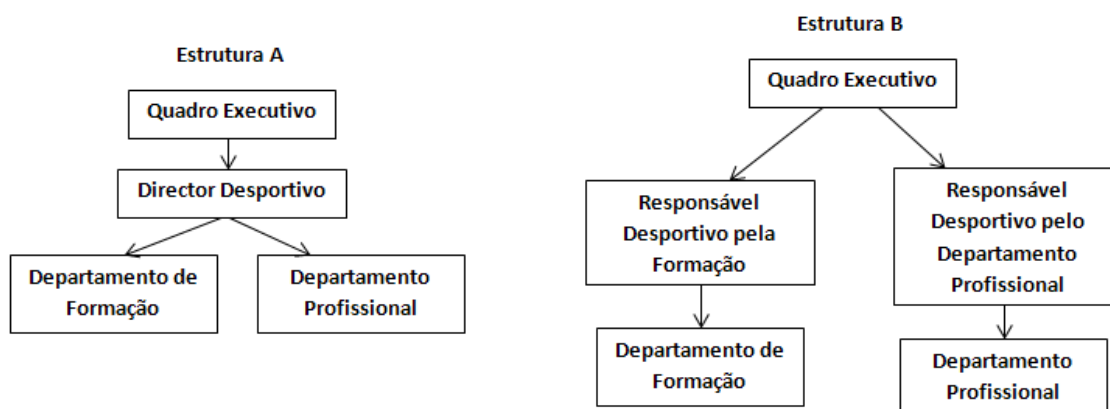 Estrutura A
Quadro Executivo
Director Desportivo
Departamento de
Formação
Departamento
Profissional
Estrutura B
Quadro Executivo
Responsável
Desportivo pela
Formação
Departamento de
Formação
Responsável
Desportivo pelo
Departamento
Profissional
Departamento
Profissional